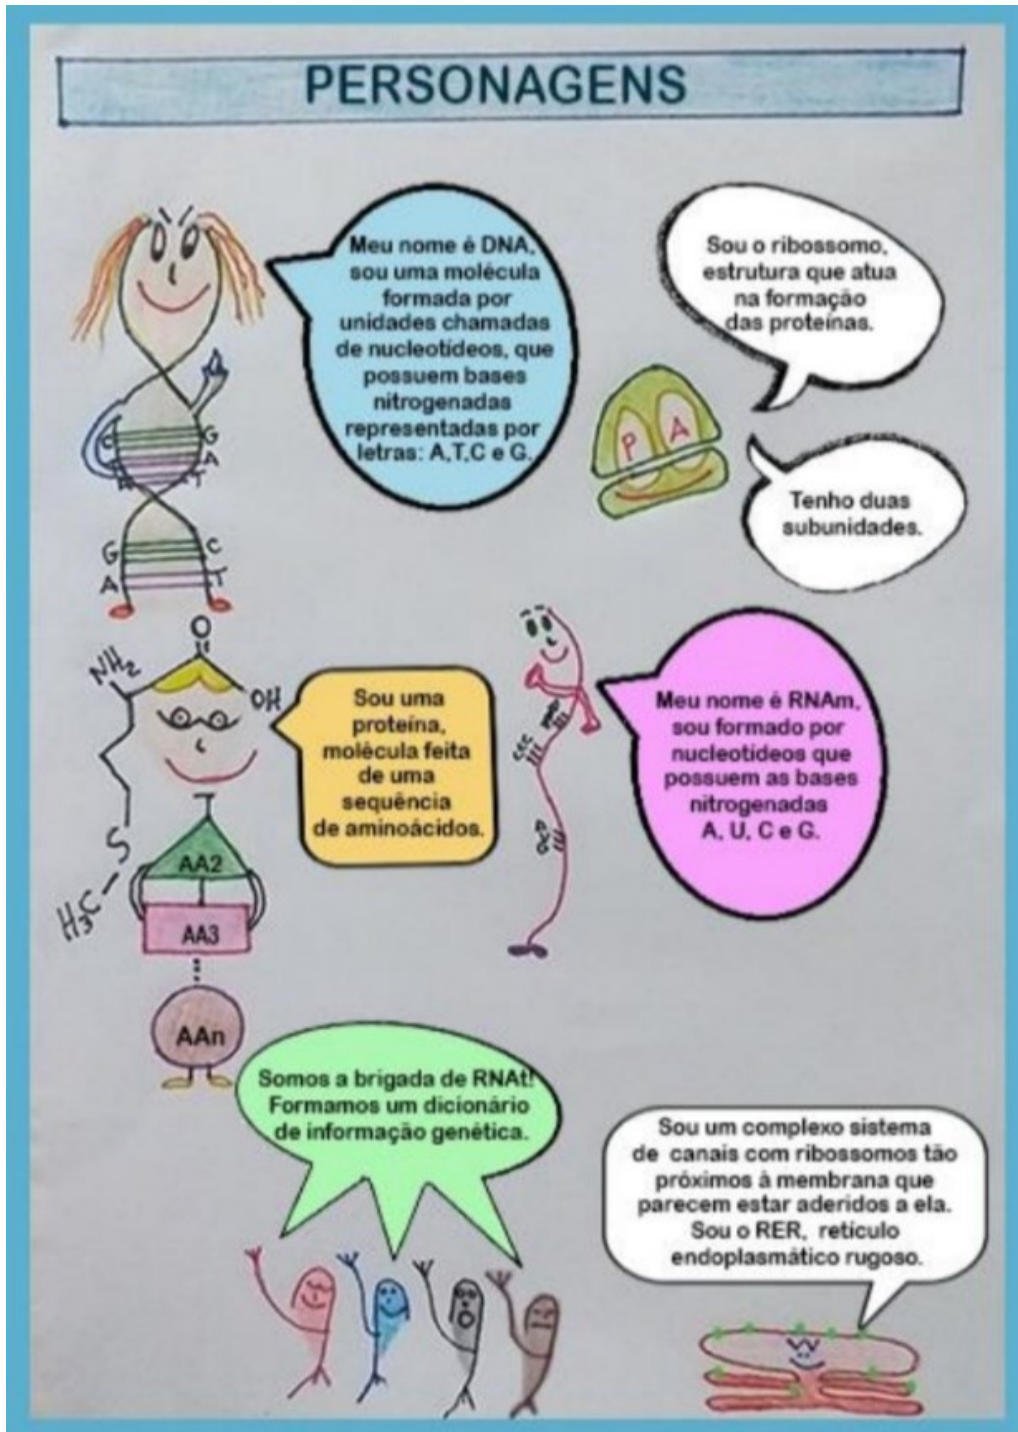 PERSONAGENS
Meu nome é DNA,
sou uma molécula
formada por
unidades chamadas
de nucleotídeos, que
possuem bases
nitrogenadas
representadas por
letras: A,T,C e G.
Sou o ribossomo,
estrutura que atua
na formação
das proteínas.
P A
Tenho duas
subunidades.
C G
A
A T
G C
A T
O
NH₂
OH
S
H₃C
Sou uma
proteína,
molécula feita
de uma
sequência
de aminoácidos.
AA2
AA3
AAn
Meu nome é RNAm,
sou formado por
nucleotídeos que
possuem as bases
nitrogenadas
A, U, C e G.
Somos a brigada de RNAt!
Formamos um dicionário
de informação genética.
Sou um complexo sistema
de canais com ribossomos tão
próximos à membrana que
parecem estar aderidos a ela.
Sou o RER, retículo
endoplasmático rugoso.